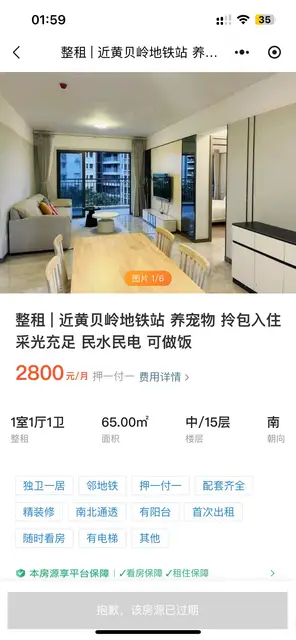 01:59
35
整租 | 近黄贝岭地铁站 养...
图片 1/6
整租 | 近黄贝岭地铁站 养宠物 拎包入住
采光充足 民水民电 可做饭
2800元/月 押一付一 费用详情 >
1室1厅1卫 65.00㎡ 中/15层 南
整租 面积 楼层 朝向
独卫一居 邻地铁 押一付一 配套齐全
精装修 南北通透 有阳台 首次出租
随时看房 有电梯 其他
本房源享平台保障 | ✓看房保障 ✓租住保障 >
抱歉，该房源已过期